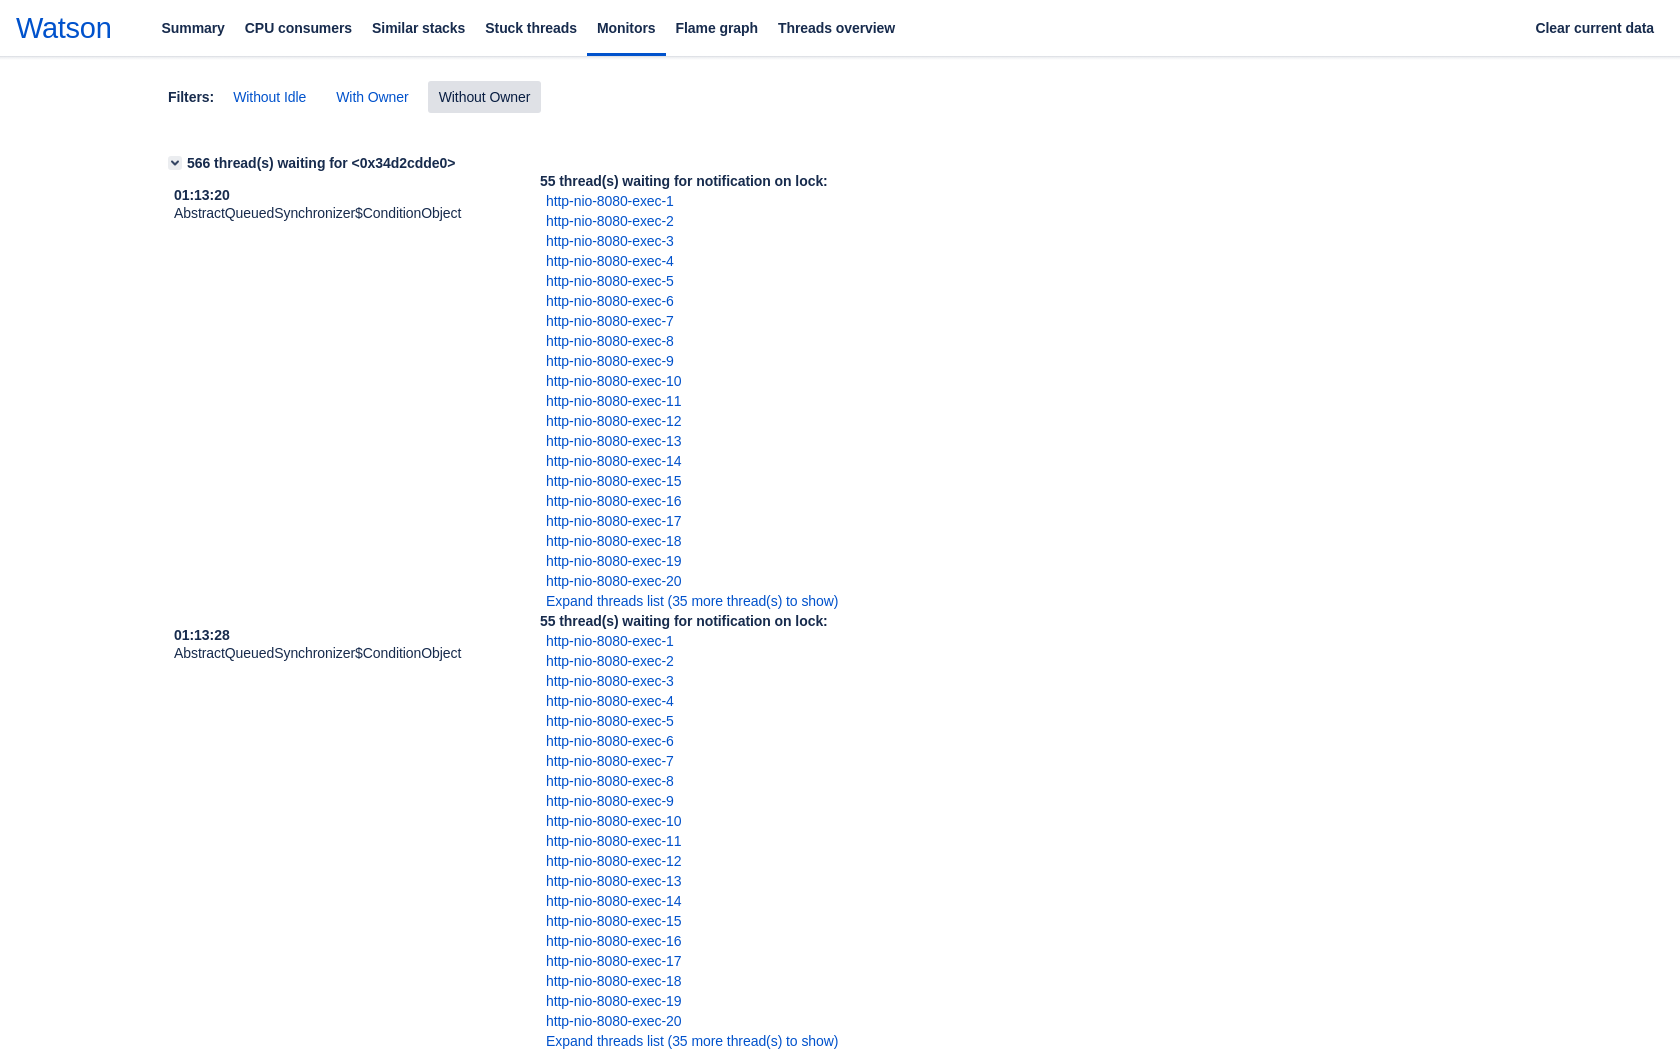 Watson
Summary
CPU consumers
Similar stacks
Stuck threads
Monitors
Flame graph
Threads overview
Clear current data
Filters:
Without Idle
With Owner
Without Owner
566 thread(s) waiting for <0x34d2cdde0>
01:13:20
AbstractQueuedSynchronizer$ConditionObject
55 thread(s) waiting for notification on lock:
http-nio-8080-exec-1
http-nio-8080-exec-2
http-nio-8080-exec-3
http-nio-8080-exec-4
http-nio-8080-exec-5
http-nio-8080-exec-6
http-nio-8080-exec-7
http-nio-8080-exec-8
http-nio-8080-exec-9
http-nio-8080-exec-10
http-nio-8080-exec-11
http-nio-8080-exec-12
http-nio-8080-exec-13
http-nio-8080-exec-14
http-nio-8080-exec-15
http-nio-8080-exec-16
http-nio-8080-exec-17
http-nio-8080-exec-18
http-nio-8080-exec-19
http-nio-8080-exec-20
Expand threads list (35 more thread(s) to show)
01:13:28
AbstractQueuedSynchronizer$ConditionObject
55 thread(s) waiting for notification on lock:
http-nio-8080-exec-1
http-nio-8080-exec-2
http-nio-8080-exec-3
http-nio-8080-exec-4
http-nio-8080-exec-5
http-nio-8080-exec-6
http-nio-8080-exec-7
http-nio-8080-exec-8
http-nio-8080-exec-9
http-nio-8080-exec-10
http-nio-8080-exec-11
http-nio-8080-exec-12
http-nio-8080-exec-13
http-nio-8080-exec-14
http-nio-8080-exec-15
http-nio-8080-exec-16
http-nio-8080-exec-17
http-nio-8080-exec-18
http-nio-8080-exec-19
http-nio-8080-exec-20
Expand threads list (35 more thread(s) to show)